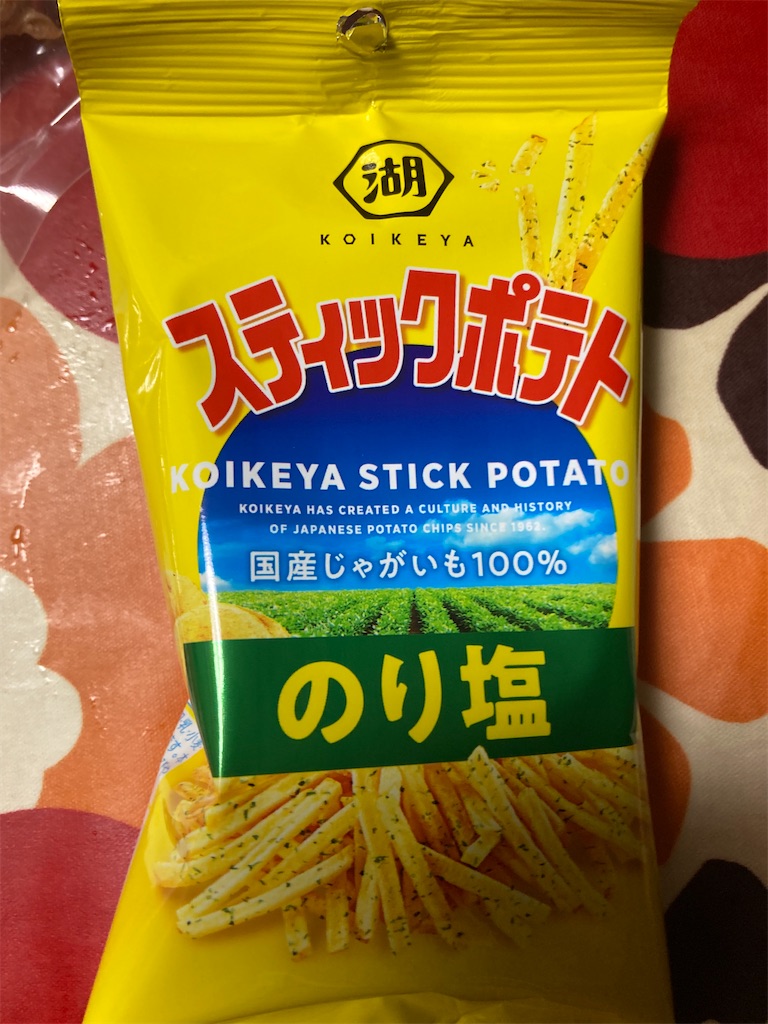 湖
KOIKEYA
スティックポテト
KOIKEYA STICK POTATO
KOIKEYA HAS CREATED A CULTURE AND HISTORY
OF JAPANESE POTATO CHIPS SINCE 1962.
国産じゃがいも100%
のり塩